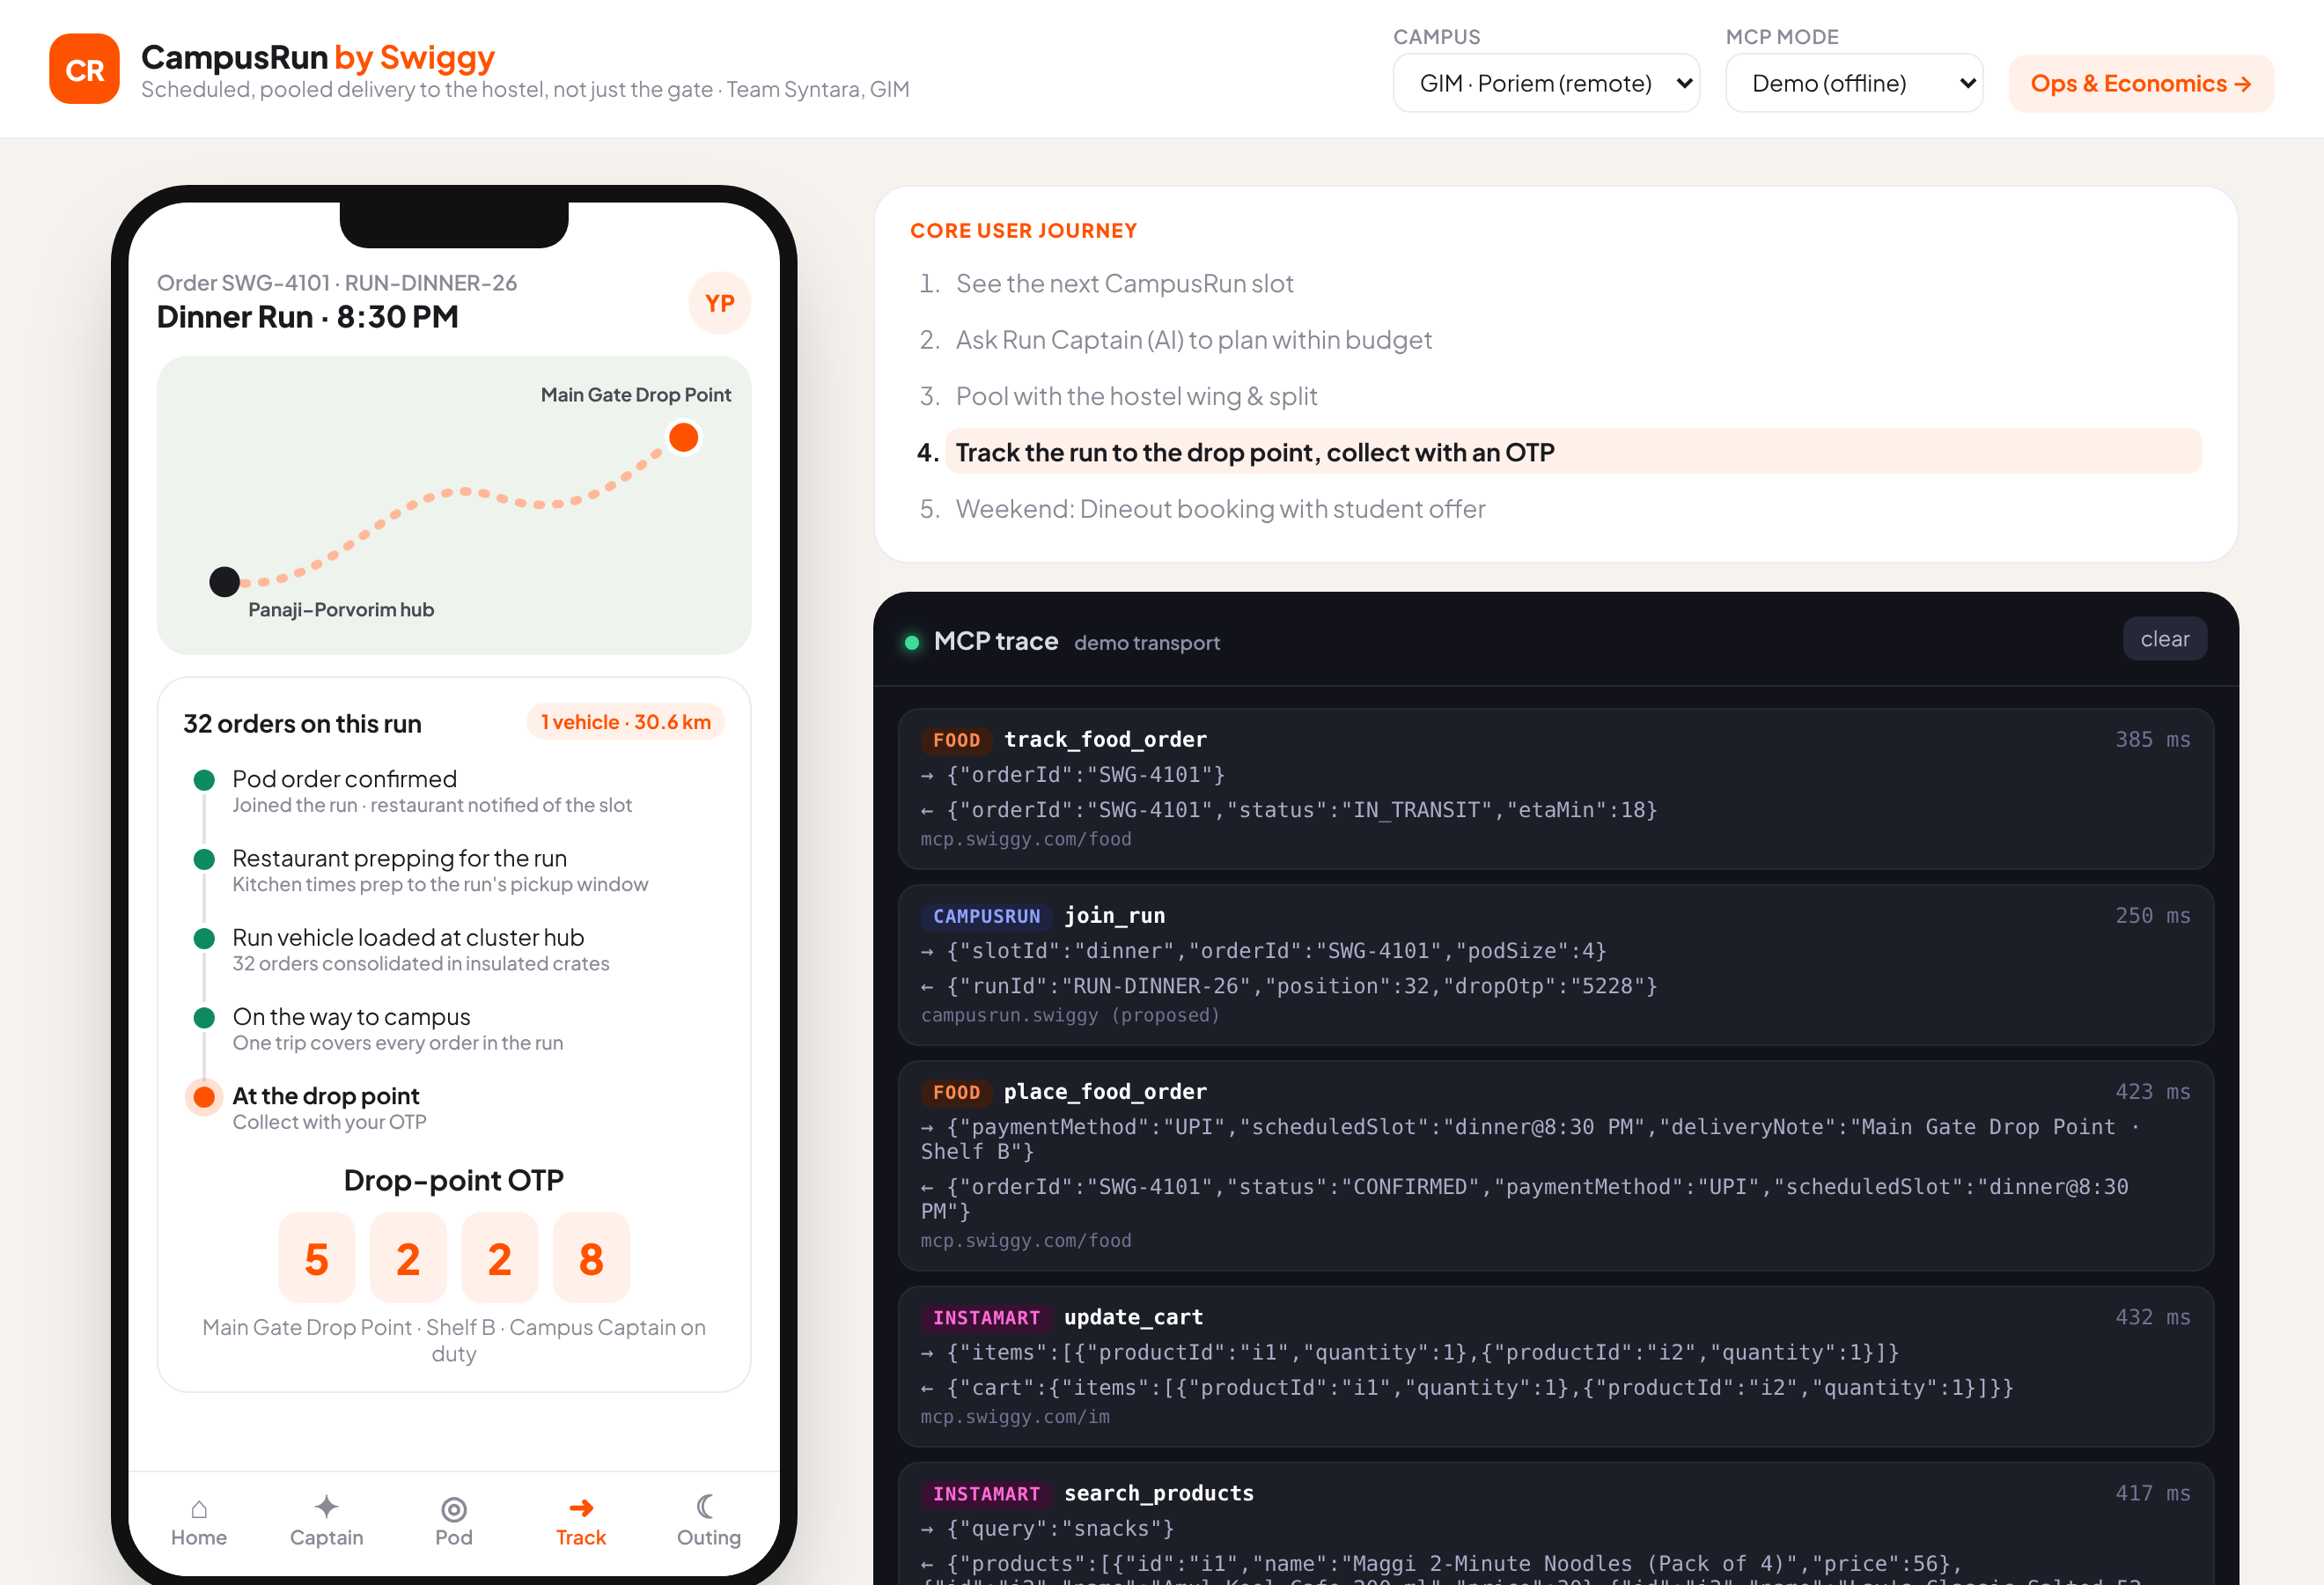 CR
CampusRun by Swiggy
Scheduled, pooled delivery to the hostel, not just the gate · Team Syntara, GIM
CAMPUS
GIM · Poriem (remote)
MCP MODE
Demo (offline)
Ops & Economics →
Order SWG-4101 · RUN-DINNER-26
Dinner Run · 8:30 PM
YP
Main Gate Drop Point
Panaji–Porvorim hub
32 orders on this run
1 vehicle · 30.6 km
Pod order confirmed
Joined the run · restaurant notified of the slot
Restaurant prepping for the run
Kitchen times prep to the run's pickup window
Run vehicle loaded at cluster hub
32 orders consolidated in insulated crates
On the way to campus
One trip covers every order in the run
At the drop point
Collect with your OTP
Drop-point OTP
5 2 2 8
Main Gate Drop Point · Shelf B · Campus Captain on
duty
Home
Captain
Pod
Track
Outing
CORE USER JOURNEY
1. See the next CampusRun slot
2. Ask Run Captain (AI) to plan within budget
3. Pool with the hostel wing & split
4. Track the run to the drop point, collect with an OTP
5. Weekend: Dineout booking with student offer
MCP trace demo transport
clear
FOOD track_food_order 385 ms
→ {"orderId":"SWG-4101"}
← {"orderId":"SWG-4101","status":"IN_TRANSIT","etaMin":18}
mcp.swiggy.com/food
CAMPUSRUN join_run 250 ms
→ {"slotId":"dinner","orderId":"SWG-4101","podSize":4}
← {"runId":"RUN-DINNER-26","position":32,"dropOtp":"5228"}
campusrun.swiggy (proposed)
FOOD place_food_order 423 ms
→ {"paymentMethod":"UPI","scheduledSlot":"dinner@8:30 PM","deliveryNote":"Main Gate Drop Point ·
Shelf B"}
← {"orderId":"SWG-4101","status":"CONFIRMED","paymentMethod":"UPI","scheduledSlot":"dinner@8:30
PM"}
mcp.swiggy.com/food
INSTAMART update_cart 432 ms
→ {"items":[{"productId":"i1","quantity":1},{"productId":"i2","quantity":1}]}
← {"cart":{"items":[{"productId":"i1","quantity":1},{"productId":"i2","quantity":1}]}}
mcp.swiggy.com/im
INSTAMART search_products 417 ms
→ {"query":"snacks"}
← {"products":[{"id":"i1","name":"Maggi 2-Minute Noodles (Pack of 4)","price":56},